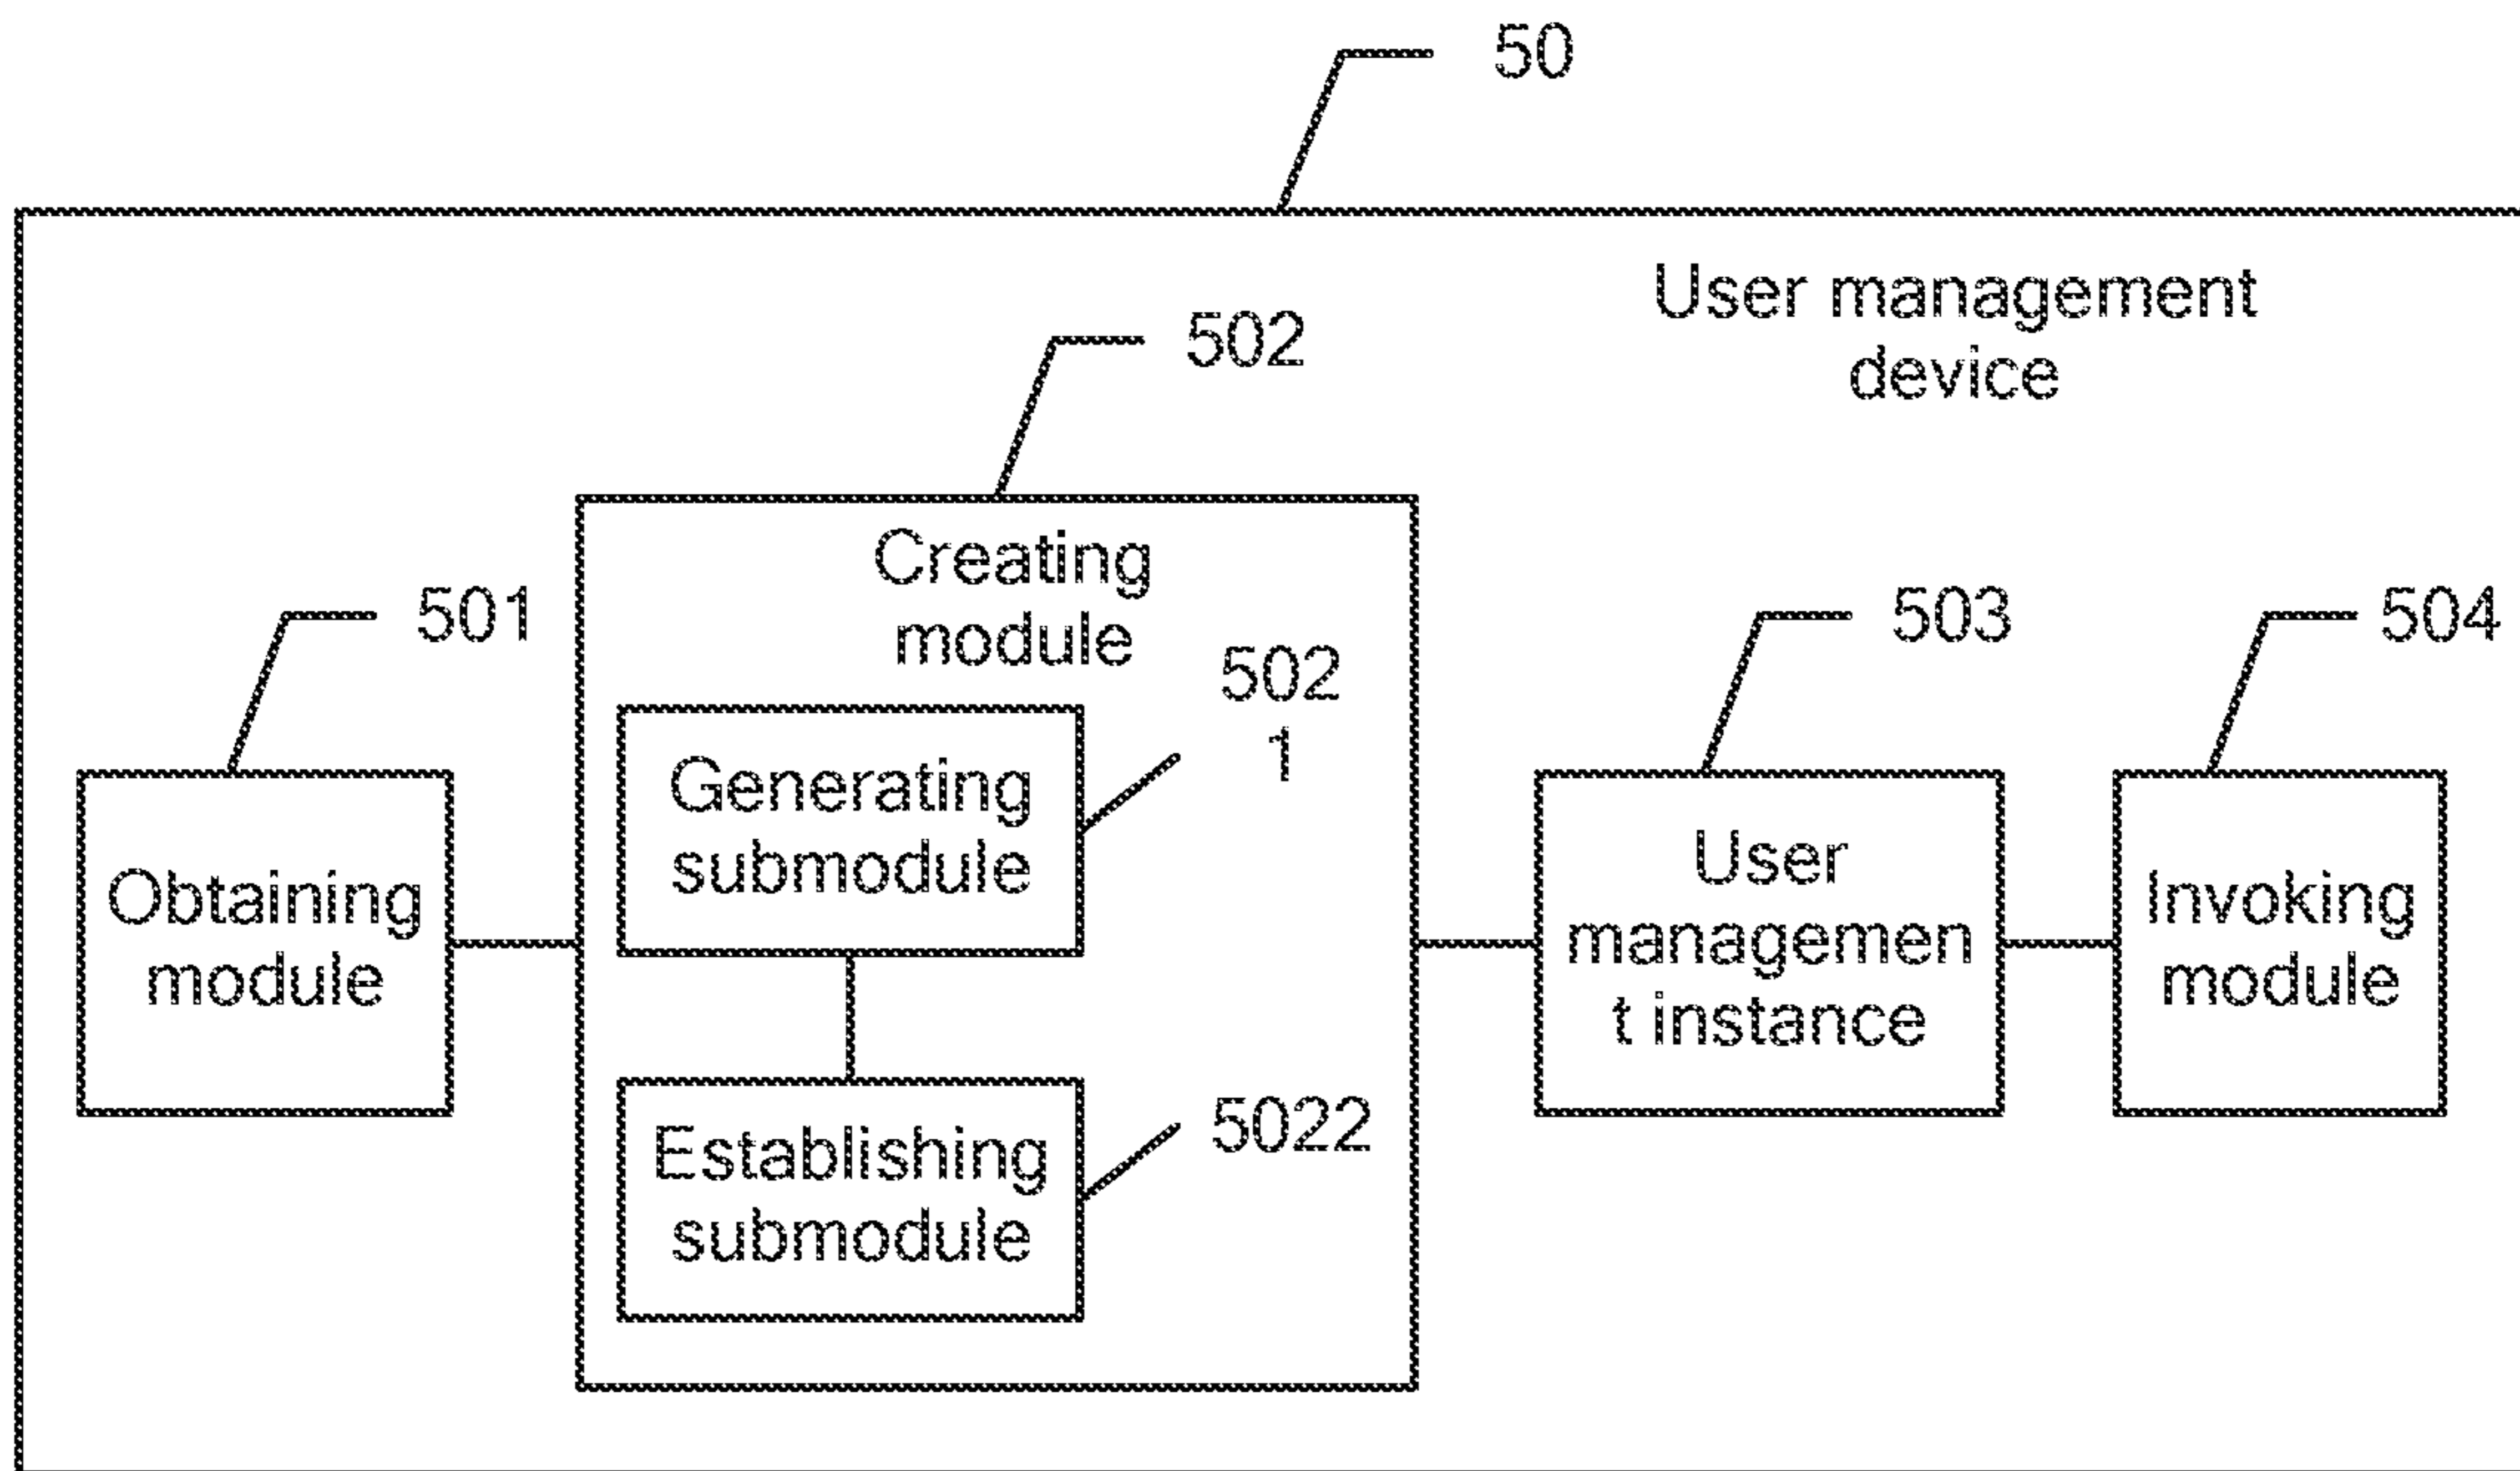 50
User management
device
502
Creating
module
501
502
1
503
504
Generating
submodule
Obtaining
module
User
managemen
t instance
Invoking
module
Establishing
submodule
5022